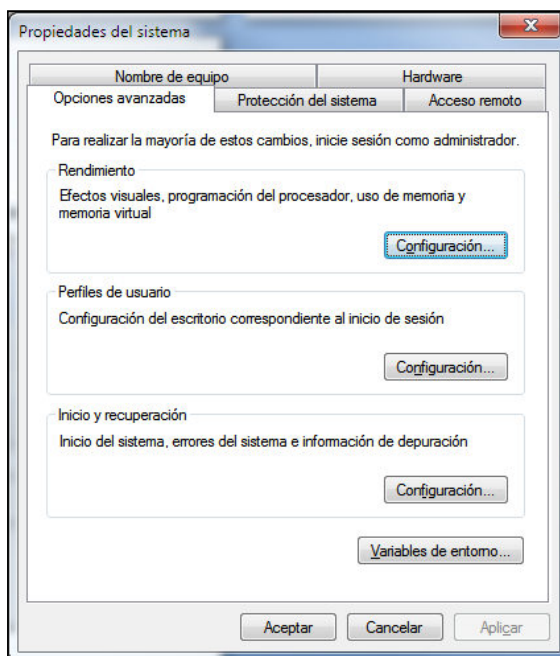 Propiedades del sistema
Nombre de equipo
Hardware
Opciones avanzadas
Protección del sistema
Acceso remoto
Para realizar la mayoría de estos cambios, inicie sesión como administrador.
Rendimiento
Efectos visuales, programación del procesador, uso de memoria y
memoria virtual
Configuración...
Perfiles de usuario
Configuración del escritorio correspondiente al inicio de sesión
Configuración...
Inicio y recuperación
Inicio del sistema, errores del sistema e información de depuración
Configuración...
Variables de entorno...
Aceptar
Cancelar
Aplicar